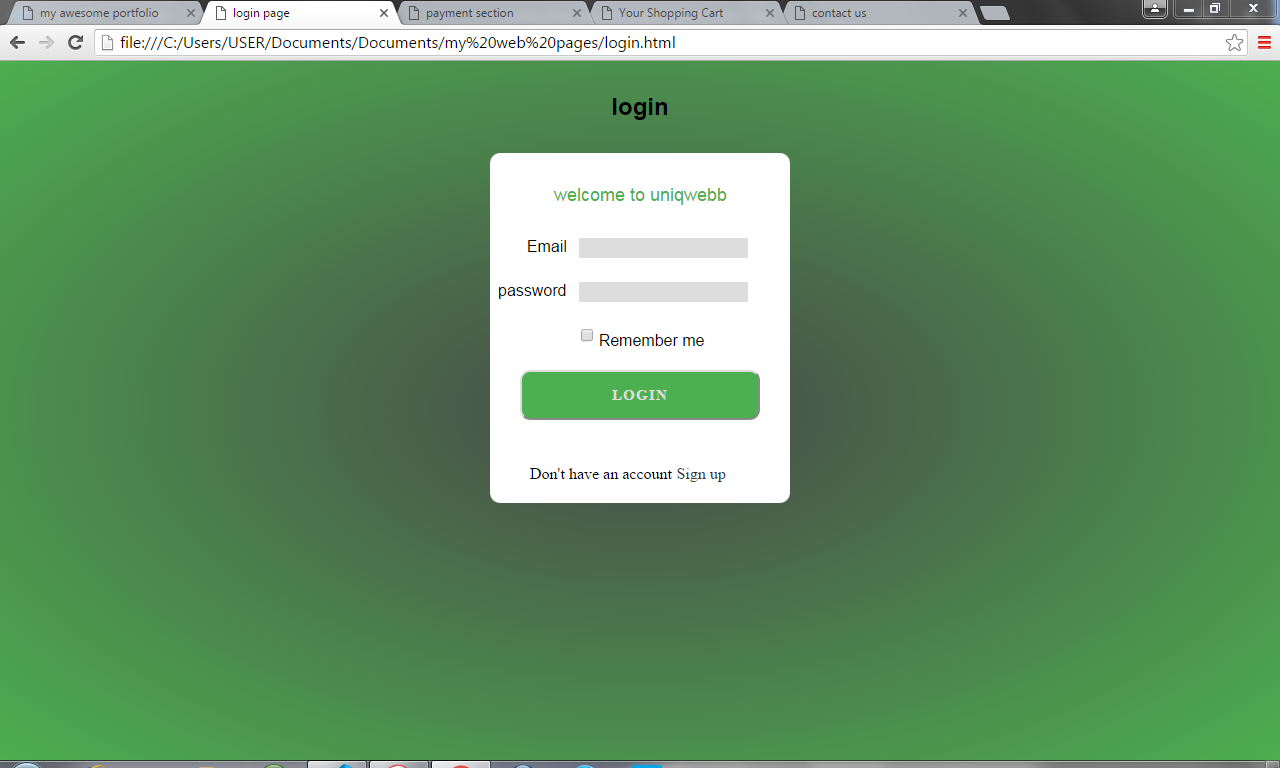 my awesome portfolio
login page
payment section
Your Shopping Cart
contact us
file:///C:/Users/USER/Documents/Documents/my%20web%20pages/login.html
login
welcome to uniqwebb
Email
password
Remember me
LOGIN
Don't have an account Sign up